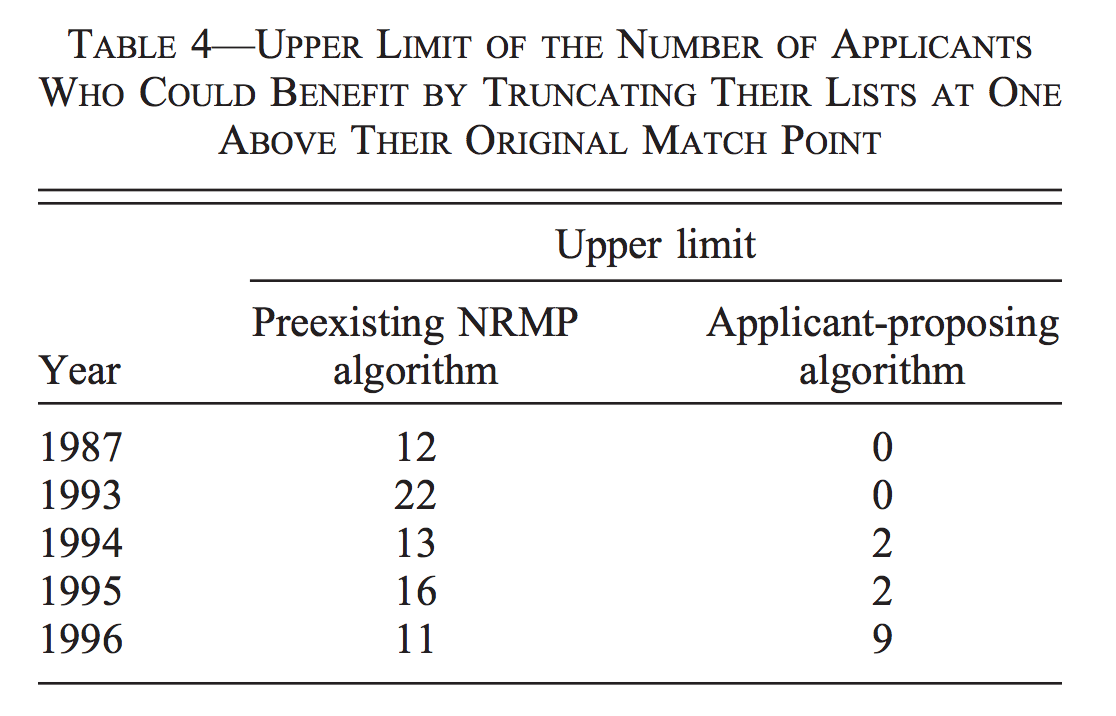 TABLE 4—UPPER LIMIT OF THE NUMBER OF APPLICANTS
WHO COULD BENEFIT BY TRUNCATING THEIR LISTS AT ONE
ABOVE THEIR ORIGINAL MATCH POINT
Upper limit
Preexisting NRMP Applicant-proposing
Year algorithm algorithm
1987 12 0
1993 22 0
1994 13 2
1995 16 2
1996 11 9